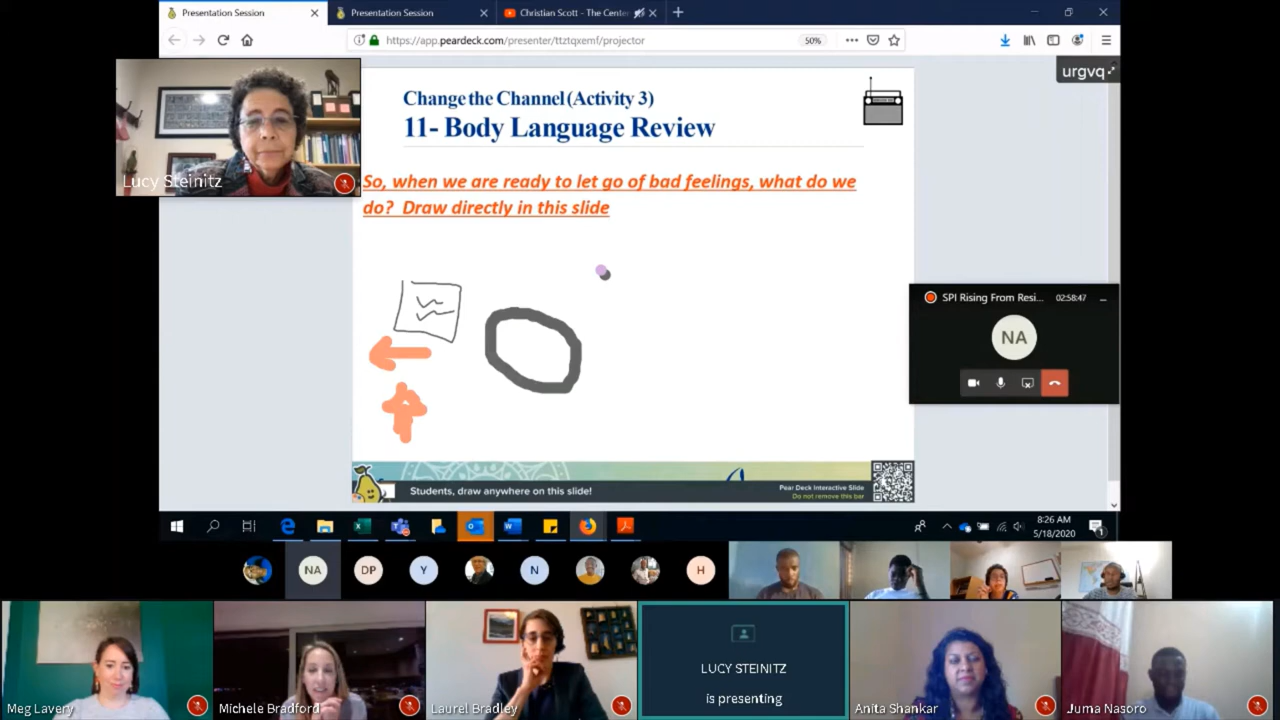 Presentation Session
Presentation Session
Christian Scott - The Center
https://app.peardeck.com/presenter/ttztqxemf/projector
50%
urgvq
Change the Channel (Activity 3)
11- Body Language Review
So, when we are ready to let go of bad feelings, what do we
do? Draw directly in this slide
Lucy Steinitz
SPI Rising From Resi...
02:58:47
NA
Students, draw anywhere on this slide!
Pear Deck Interactive Slide
Do not remove this bar
8:26 AM
5/18/2020
1
NA
DP
Y
N
H
LUCY STEINITZ
is presenting
Meg Lavery
Michele Bradford
Laurel Bradley
Anita Shankar
Juma Nasoro